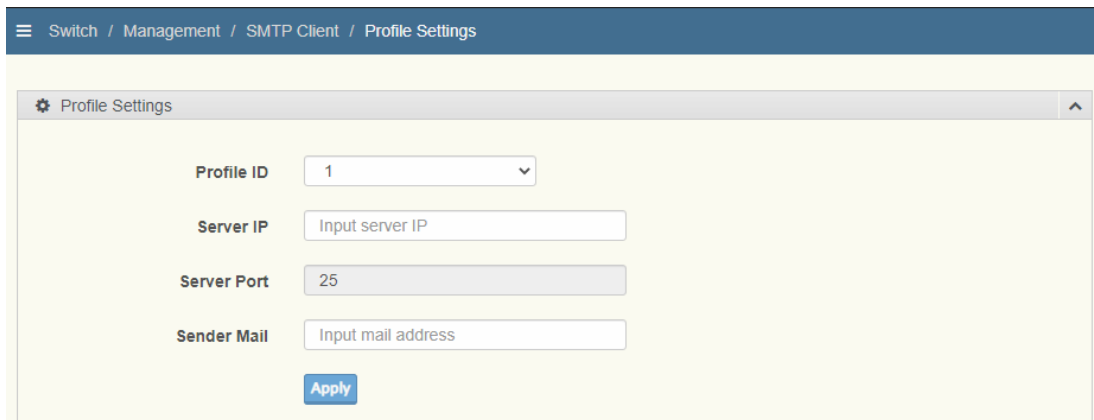 Switch / Management / SMTP Client / Profile Settings
Profile Settings
Profile ID 1
Server IP Input server IP
Server Port 25
Sender Mail Input mail address
Apply